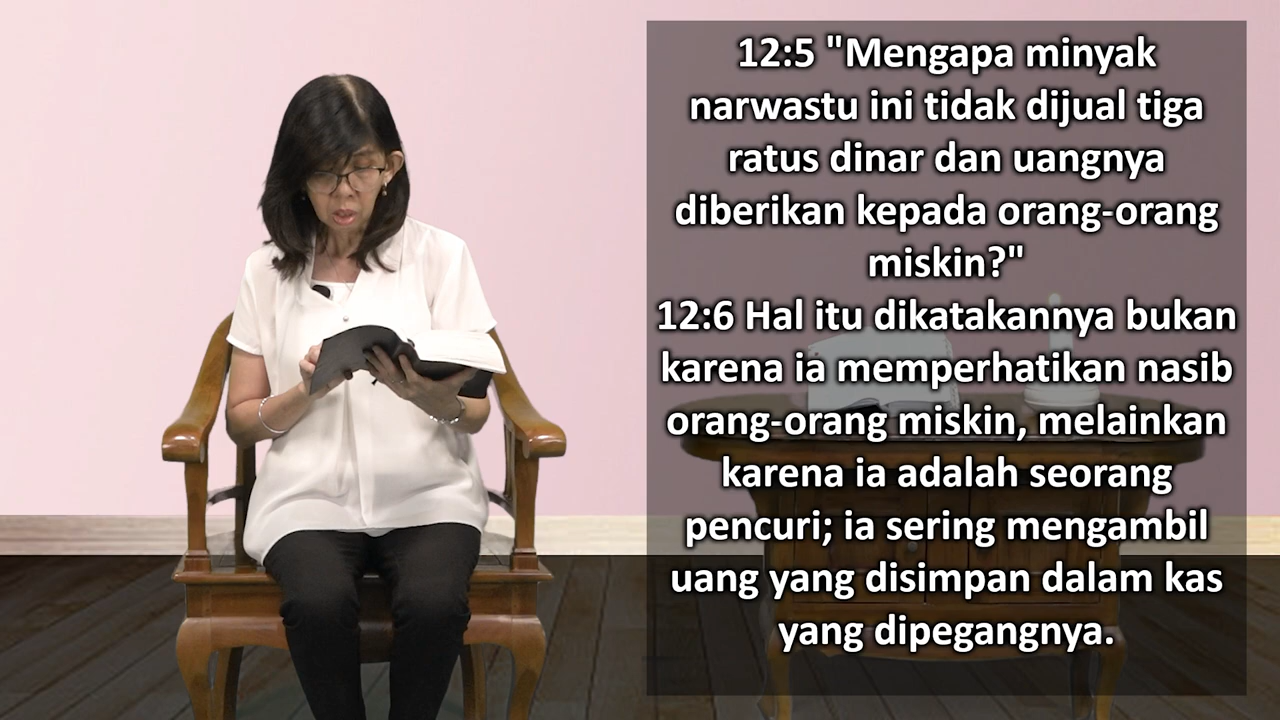 12:5 "Mengapa minyak
narwastu ini tidak dijual tiga
ratus dinar dan uangnya
diberikan kepada orang-orang
miskin?"
12:6 Hal itu dikatakannya bukan
karena ia memperhatikan nasib
orang-orang miskin, melainkan
karena ia adalah seorang
pencuri; ia sering mengambil
uang yang disimpan dalam kas
yang dipegangnya.